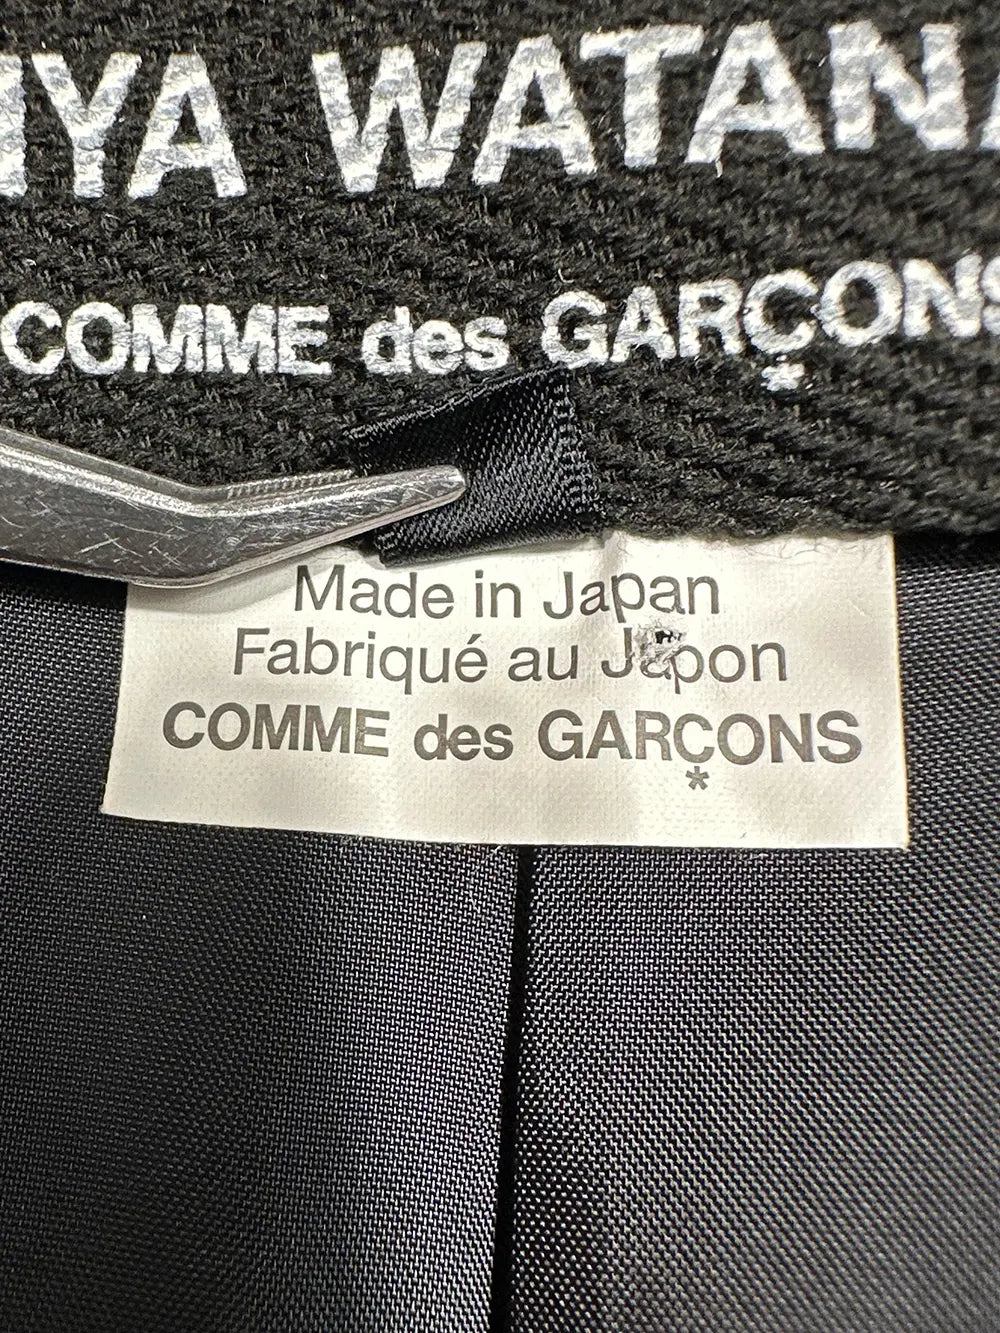 IYA WATANA
COMME des GARÇONS
*
Made in Japan
Fabriqué au Japon
COMME des GARÇONS
*